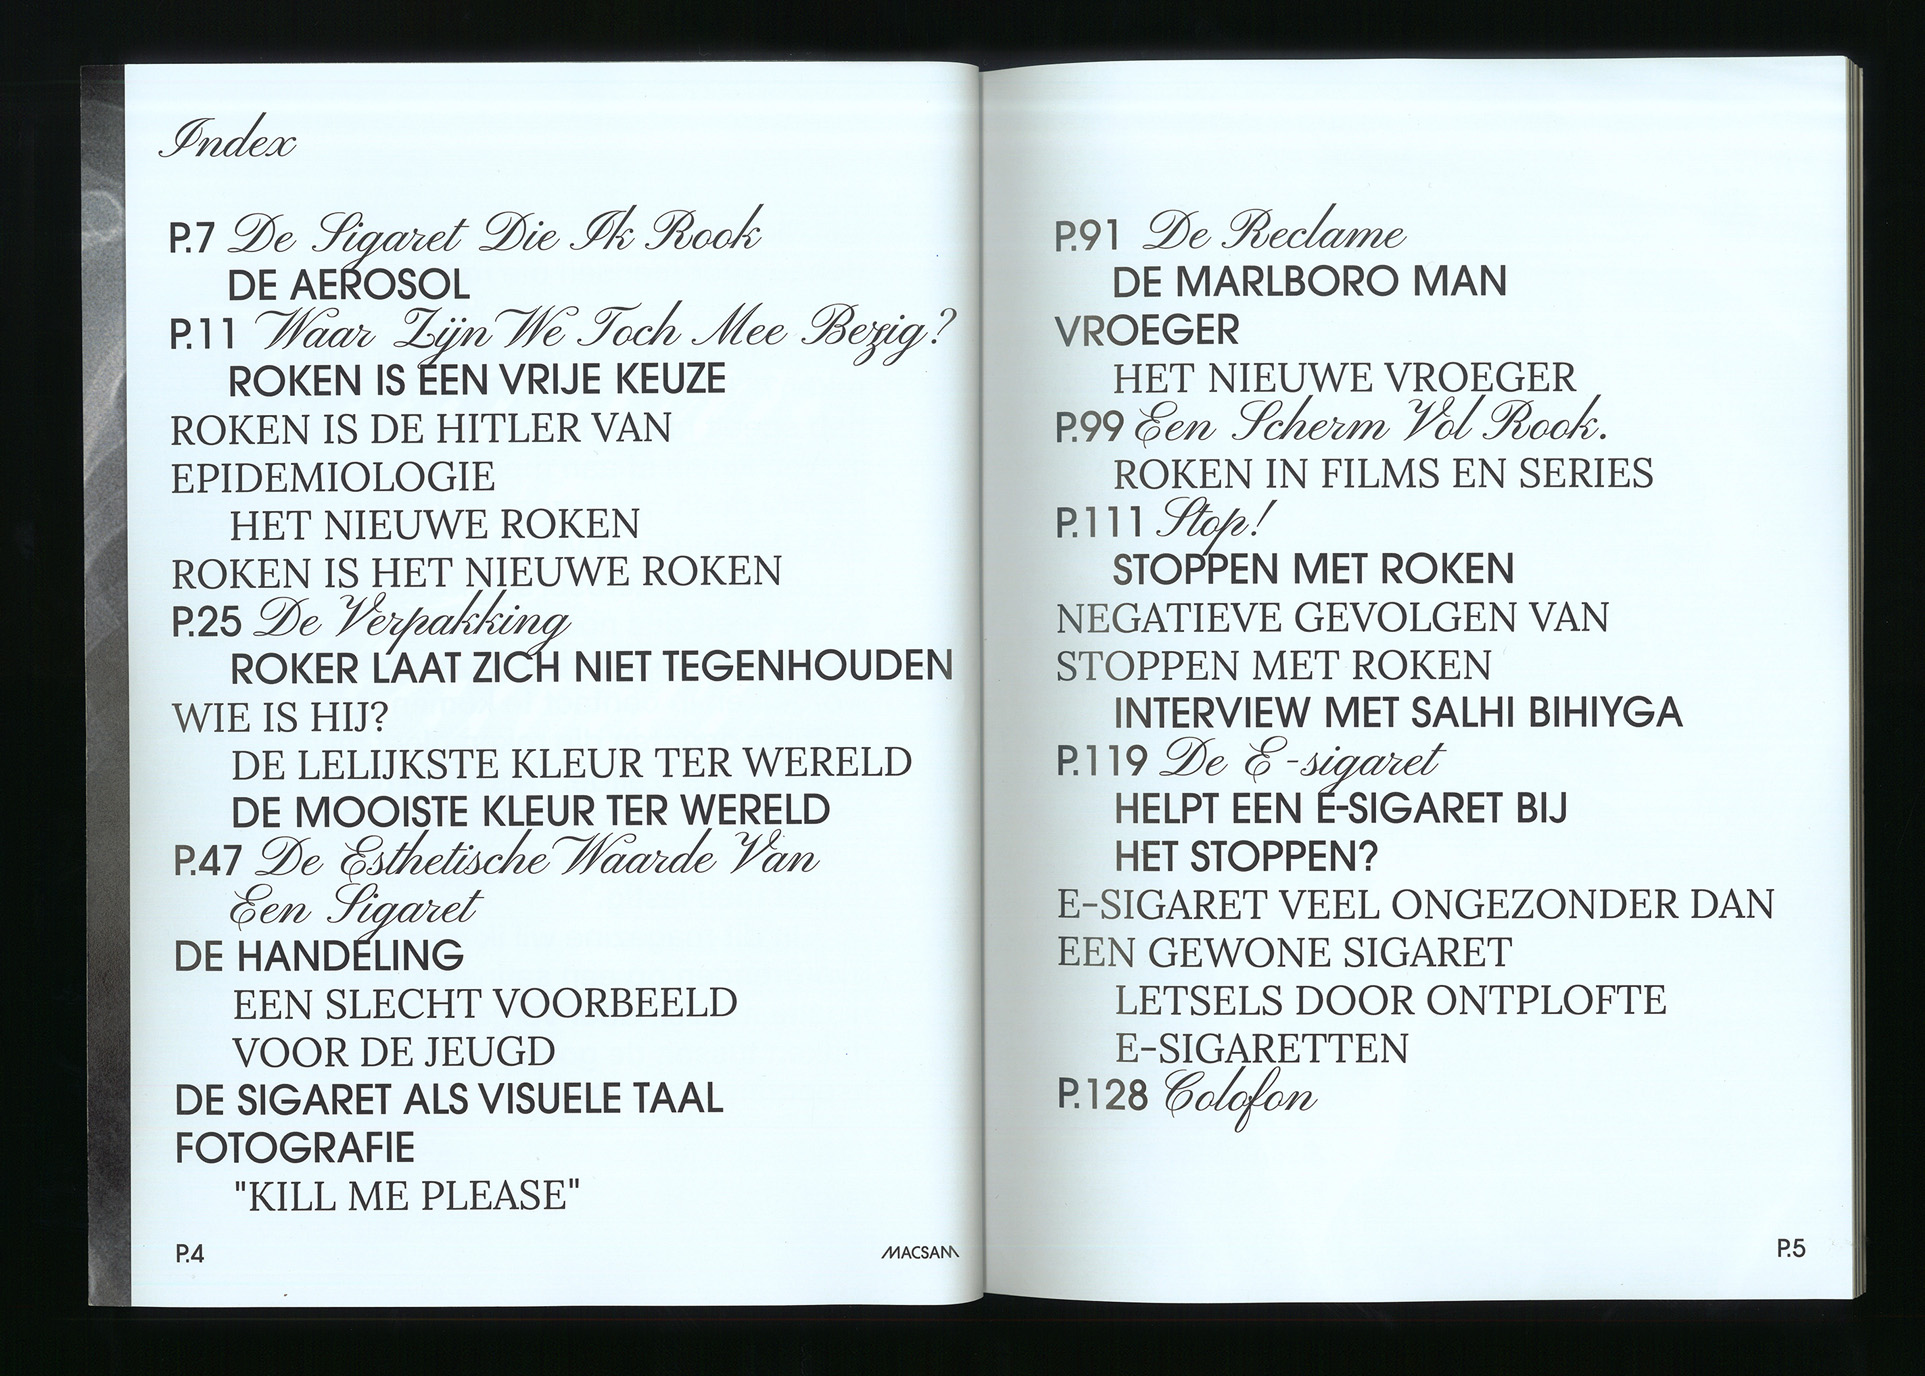 Index
P.7 De Sigaret Die Ik Rook
DE AEROSOL
P.11 Waar Zijn We Toch Mee Bezig?
ROKEN IS EEN VRIJE KEUZE
ROKEN IS DE HITLER VAN
EPIDEMIOLOGIE
HET NIEUWE ROKEN
ROKEN IS HET NIEUWE ROKEN
P.25 De Verpakking
ROKER LAAT ZICH NIET TEGENHOUDEN
WIE IS HIJ?
DE LELIJKSTE KLEUR TER WERELD
DE MOOISTE KLEUR TER WERELD
P.47 De Esthetische Waarde Van
Een Sigaret
DE HANDELING
EEN SLECHT VOORBEELD
VOOR DE JEUGD
DE SIGARET ALS VISUELE TAAL
FOTOGRAFIE
"KILL ME PLEASE"
P.4
MACSAM
P.91 De Reclame
DE MARLBORO MAN
VROEGER
HET NIEUWE VROEGER
P.99 Een Scherm Vol Rook.
ROKEN IN FILMS EN SERIES
P.111 Stop!
STOPPEN MET ROKEN
NEGATIEVE GEVOLGEN VAN
STOPPEN MET ROKEN
INTERVIEW MET SALHI BIHIYGA
P.119 De E-sigaret
HELPT EEN E-SIGARET BIJ
HET STOPPEN?
E-SIGARET VEEL ONGEZONDER DAN
EEN GEWONE SIGARET
LETSELS DOOR ONTPLOFTE
E-SIGARETTEN
P.128 Colofon
P.5